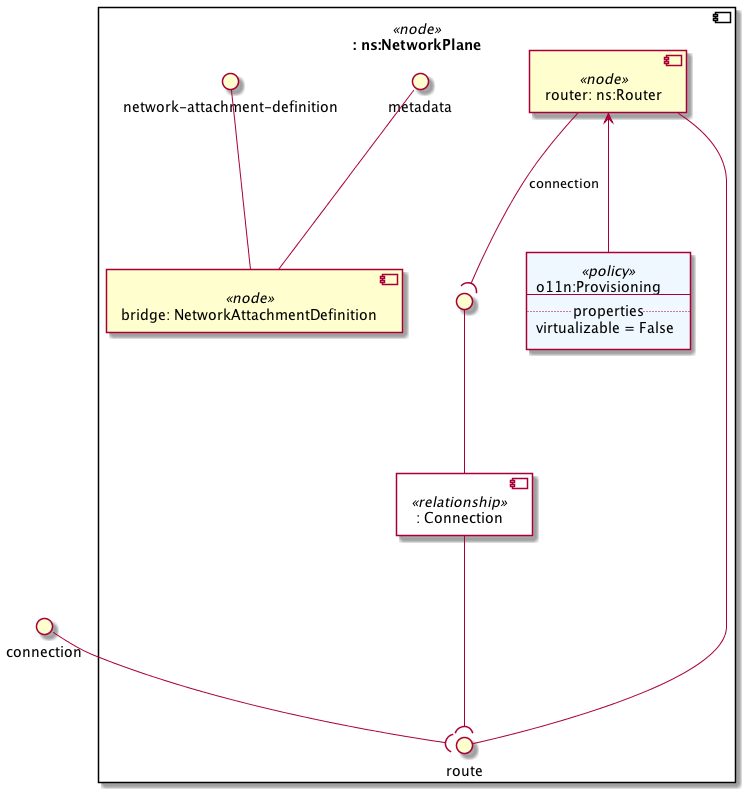 «node»
: ns:NetworkPlane
network-attachment-definition
metadata
«node»
router: ns:Router
connection
«policy»
o11n:Provisioning
properties
virtualizable = False
«node»
bridge: NetworkAttachmentDefinition
«relationship»
: Connection
connection
route